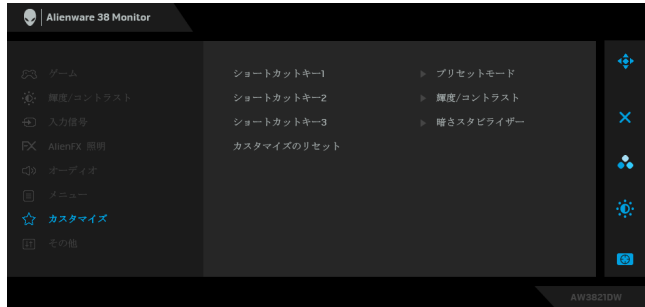 Alienware 38 Monitor
ゲーム
輝度/コントラスト
入力信号
FX AlienFX 照明
オーディオ
メニュー
カスタマイズ
その他
ショートカットキー1 プリセットモード
ショートカットキー2 輝度/コントラスト
ショートカットキー3 暗さスタビライザー
カスタマイズのリセット
AW3821DW